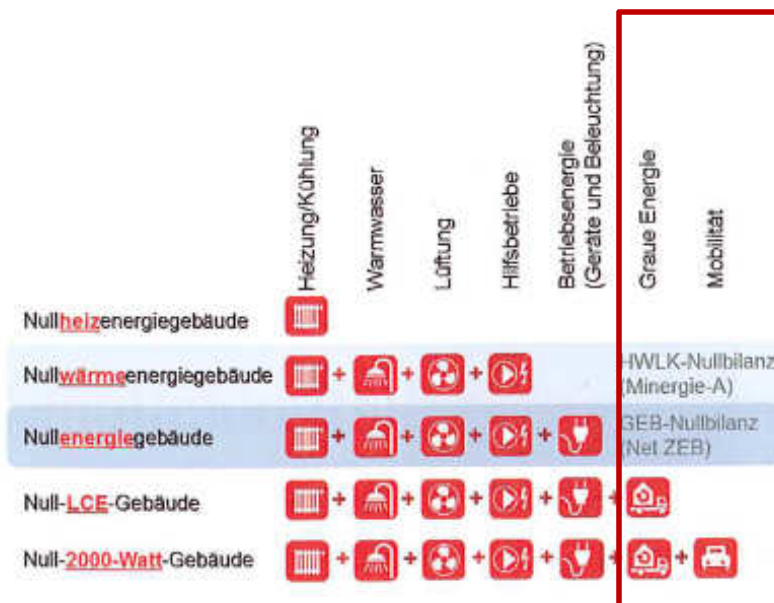 Heizung/Kühlung
Warmwasser
Lüftung
Hilfsbetriebe
Betriebsenergie
(Geräte und Beleuchtung)
Graue Energie
Mobilität
Nullheizenergiegebäude
Nullwärmeenergiegebäude + + +
HWLK-Nullbilanz
(Minergie-A)
Nullenergiegebäude + + + +
GEB-Nullbilanz
(Net ZEB)
Null-LCE-Gebäude + + + + +
Null-2000-Watt-Gebäude + + + + + +